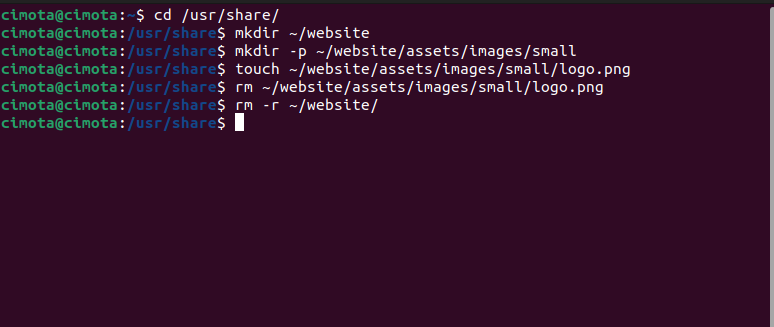 cimota@cimota:~$ cd /usr/share/
cimota@cimota:/usr/share$ mkdir ~/website
cimota@cimota:/usr/share$ mkdir -p ~/website/assets/images/small
cimota@cimota:/usr/share$ touch ~/website/assets/images/small/logo.png
cimota@cimota:/usr/share$ rm ~/website/assets/images/small/logo.png
cimota@cimota:/usr/share$ rm -r ~/website/
cimota@cimota:/usr/share$